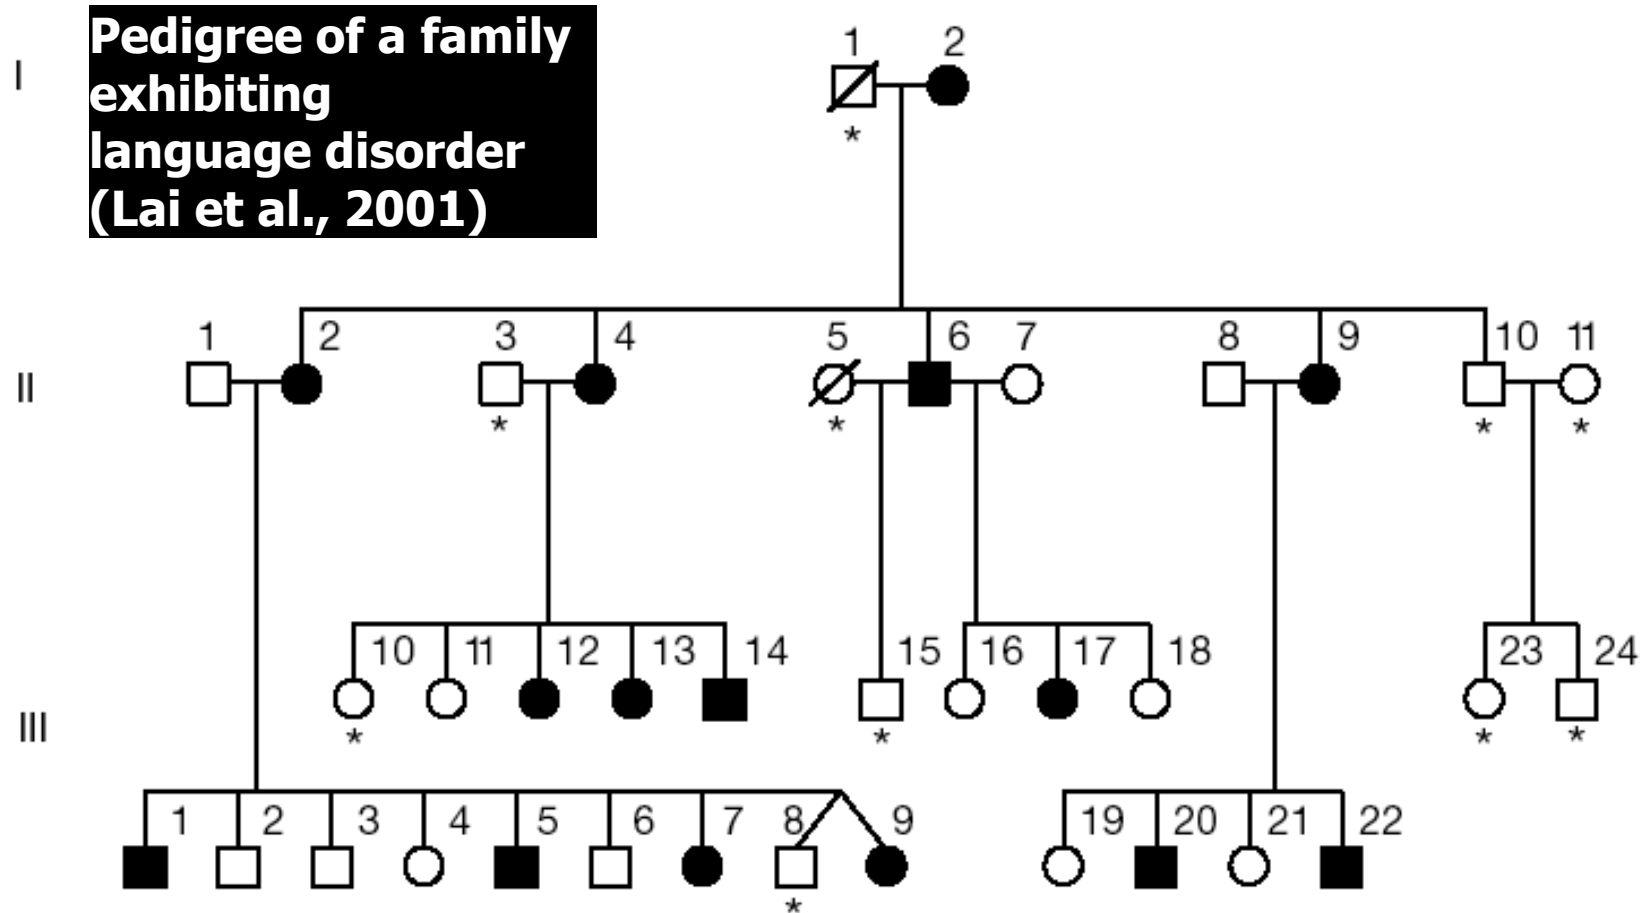 Pedigree of a family
exhibiting
language disorder
(Lai et al., 2001)
I
1 2
*
II
1 2 3 4 5 6 7 8 9 10 11
* * * *
III
10 11 12 13 14 15 16 17 18 23 24
* * * *
1 2 3 4 5 6 7 8 9 19 20 21 22
*